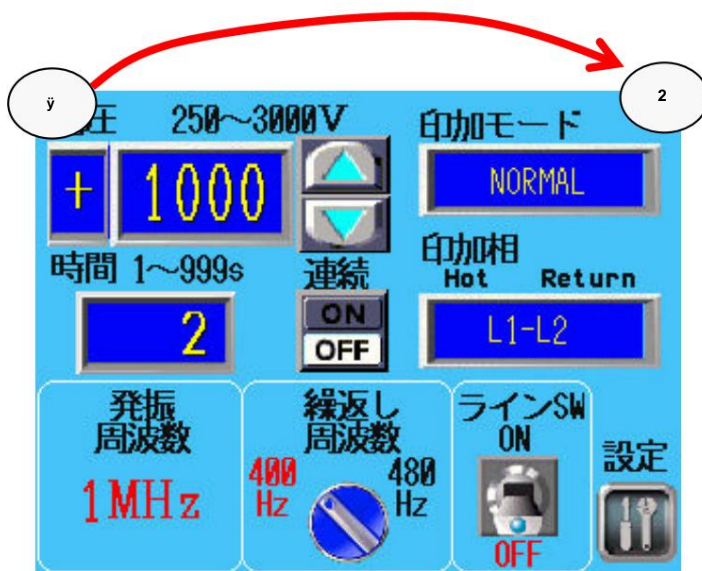 ÿ
2
圧 250～3000V
+ 1000
印加モード
NORMAL
時間 1～999s
2
連続
ON
OFF
印加相
Hot Return
L1-L2
発振
周波数
1MHz
繰返し
周波数
400
Hz
480
Hz
ラインSW
ON
OFF
設定